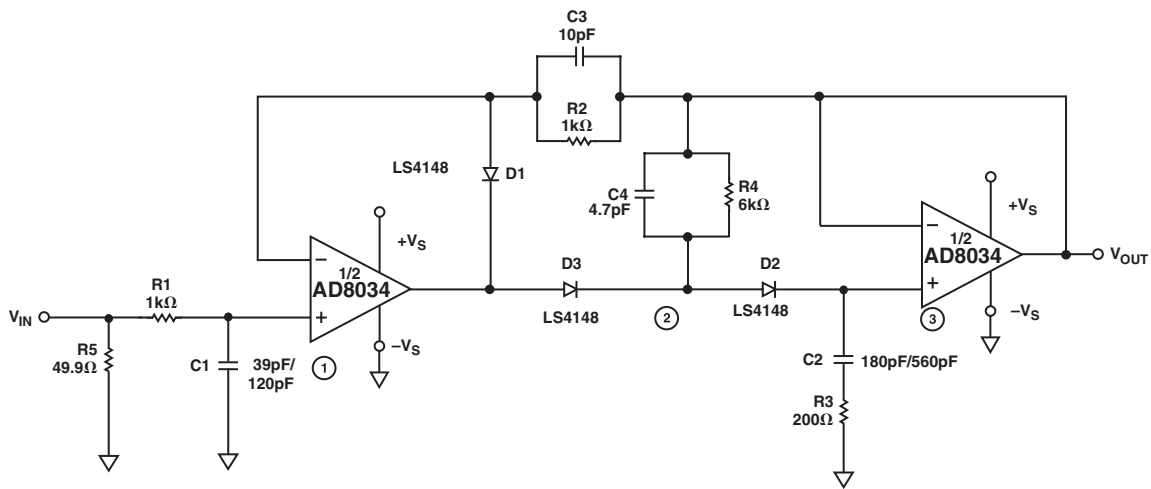 C3
10pF
R2
1kΩ
LS4148
D1
C4
4.7pF
R4
6kΩ
+VS
+VS
1/2
AD8034
−
+
−VS
1
R1
1kΩ
VIN
R5
49.9Ω
C1
39pF/
120pF
D3
LS4148
2
D2
LS4148
1/2
AD8034
−
+
VOUT
3
−VS
C2
180pF/560pF
R3
200Ω